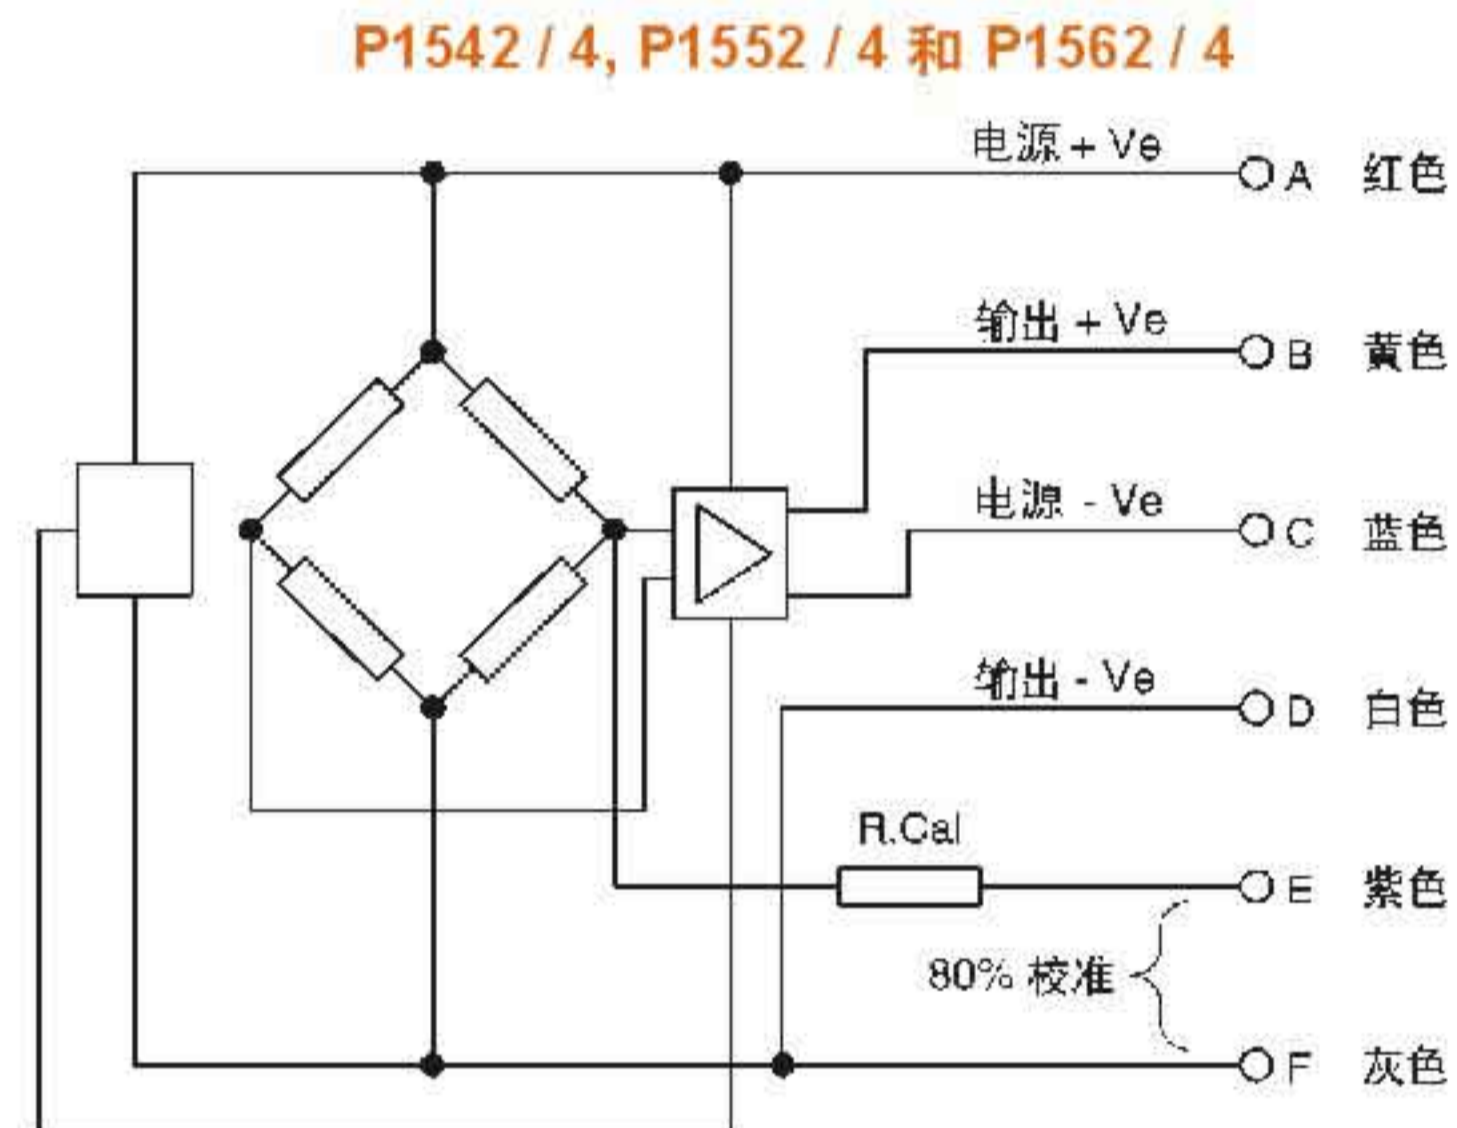 P1542 / 4, P1552 / 4 和 P1562 / 4
电源 + Ve A 红色
输出 + Ve B 黄色
电源 - Ve C 蓝色
输出 - Ve D 白色
R.Cal
E 紫色
80% 校准
F 灰色